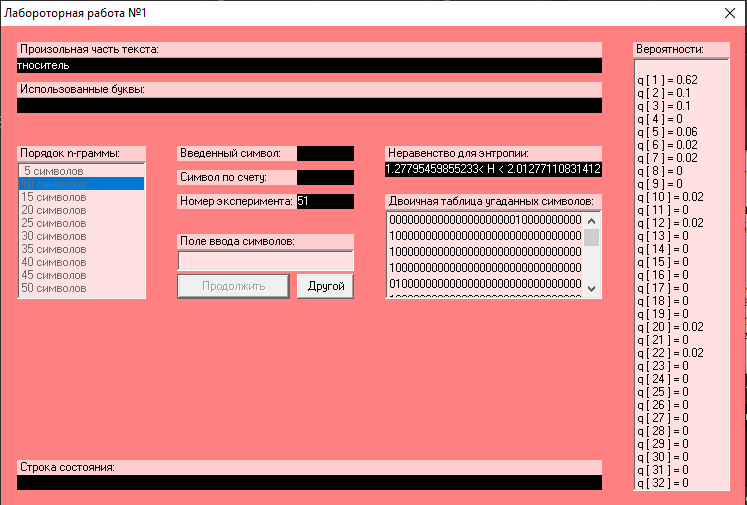 Лабороторная работа №1
Произольная часть текста:
тноситель
Использованные буквы:
Порядок n-граммы:
5 символов
15 символов
20 символов
25 символов
30 символов
35 символов
40 символов
45 символов
50 символов
Введенный символ:
Символ по счету:
Номер эксперимента: 51
Поле ввода символов:
Продолжить
Другой
Неравенство для энтропии:
1.27795459855233< H < 2.01277110831412
Двоичная таблица угаданных символов:
Строка состояния:
Вероятности:
q [ 1 ] = 0.62
q [ 2 ] = 0.1
q [ 3 ] = 0.1
q [ 4 ] = 0
q [ 5 ] = 0.06
q [ 6 ] = 0.02
q [ 7 ] = 0.02
q [ 8 ] = 0
q [ 9 ] = 0
q [ 10 ] = 0.02
q [ 11 ] = 0
q [ 12 ] = 0.02
q [ 13 ] = 0
q [ 14 ] = 0
q [ 15 ] = 0
q [ 16 ] = 0
q [ 17 ] = 0
q [ 18 ] = 0
q [ 19 ] = 0
q [ 20 ] = 0.02
q [ 21 ] = 0
q [ 22 ] = 0.02
q [ 23 ] = 0
q [ 24 ] = 0
q [ 25 ] = 0
q [ 26 ] = 0
q [ 27 ] = 0
q [ 28 ] = 0
q [ 29 ] = 0
q [ 30 ] = 0
q [ 31 ] = 0
q [ 32 ] = 0